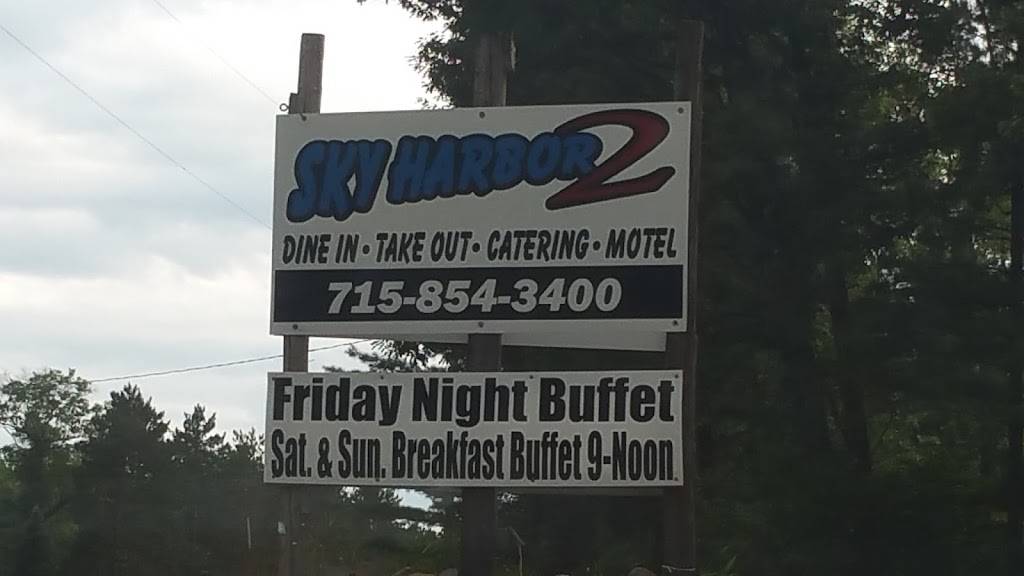 SKY HARBOR 2
DINE IN • TAKE OUT • CATERING • MOTEL
715-854-3400
Friday Night Buffet
Sat. & Sun. Breakfast Buffet 9-Noon